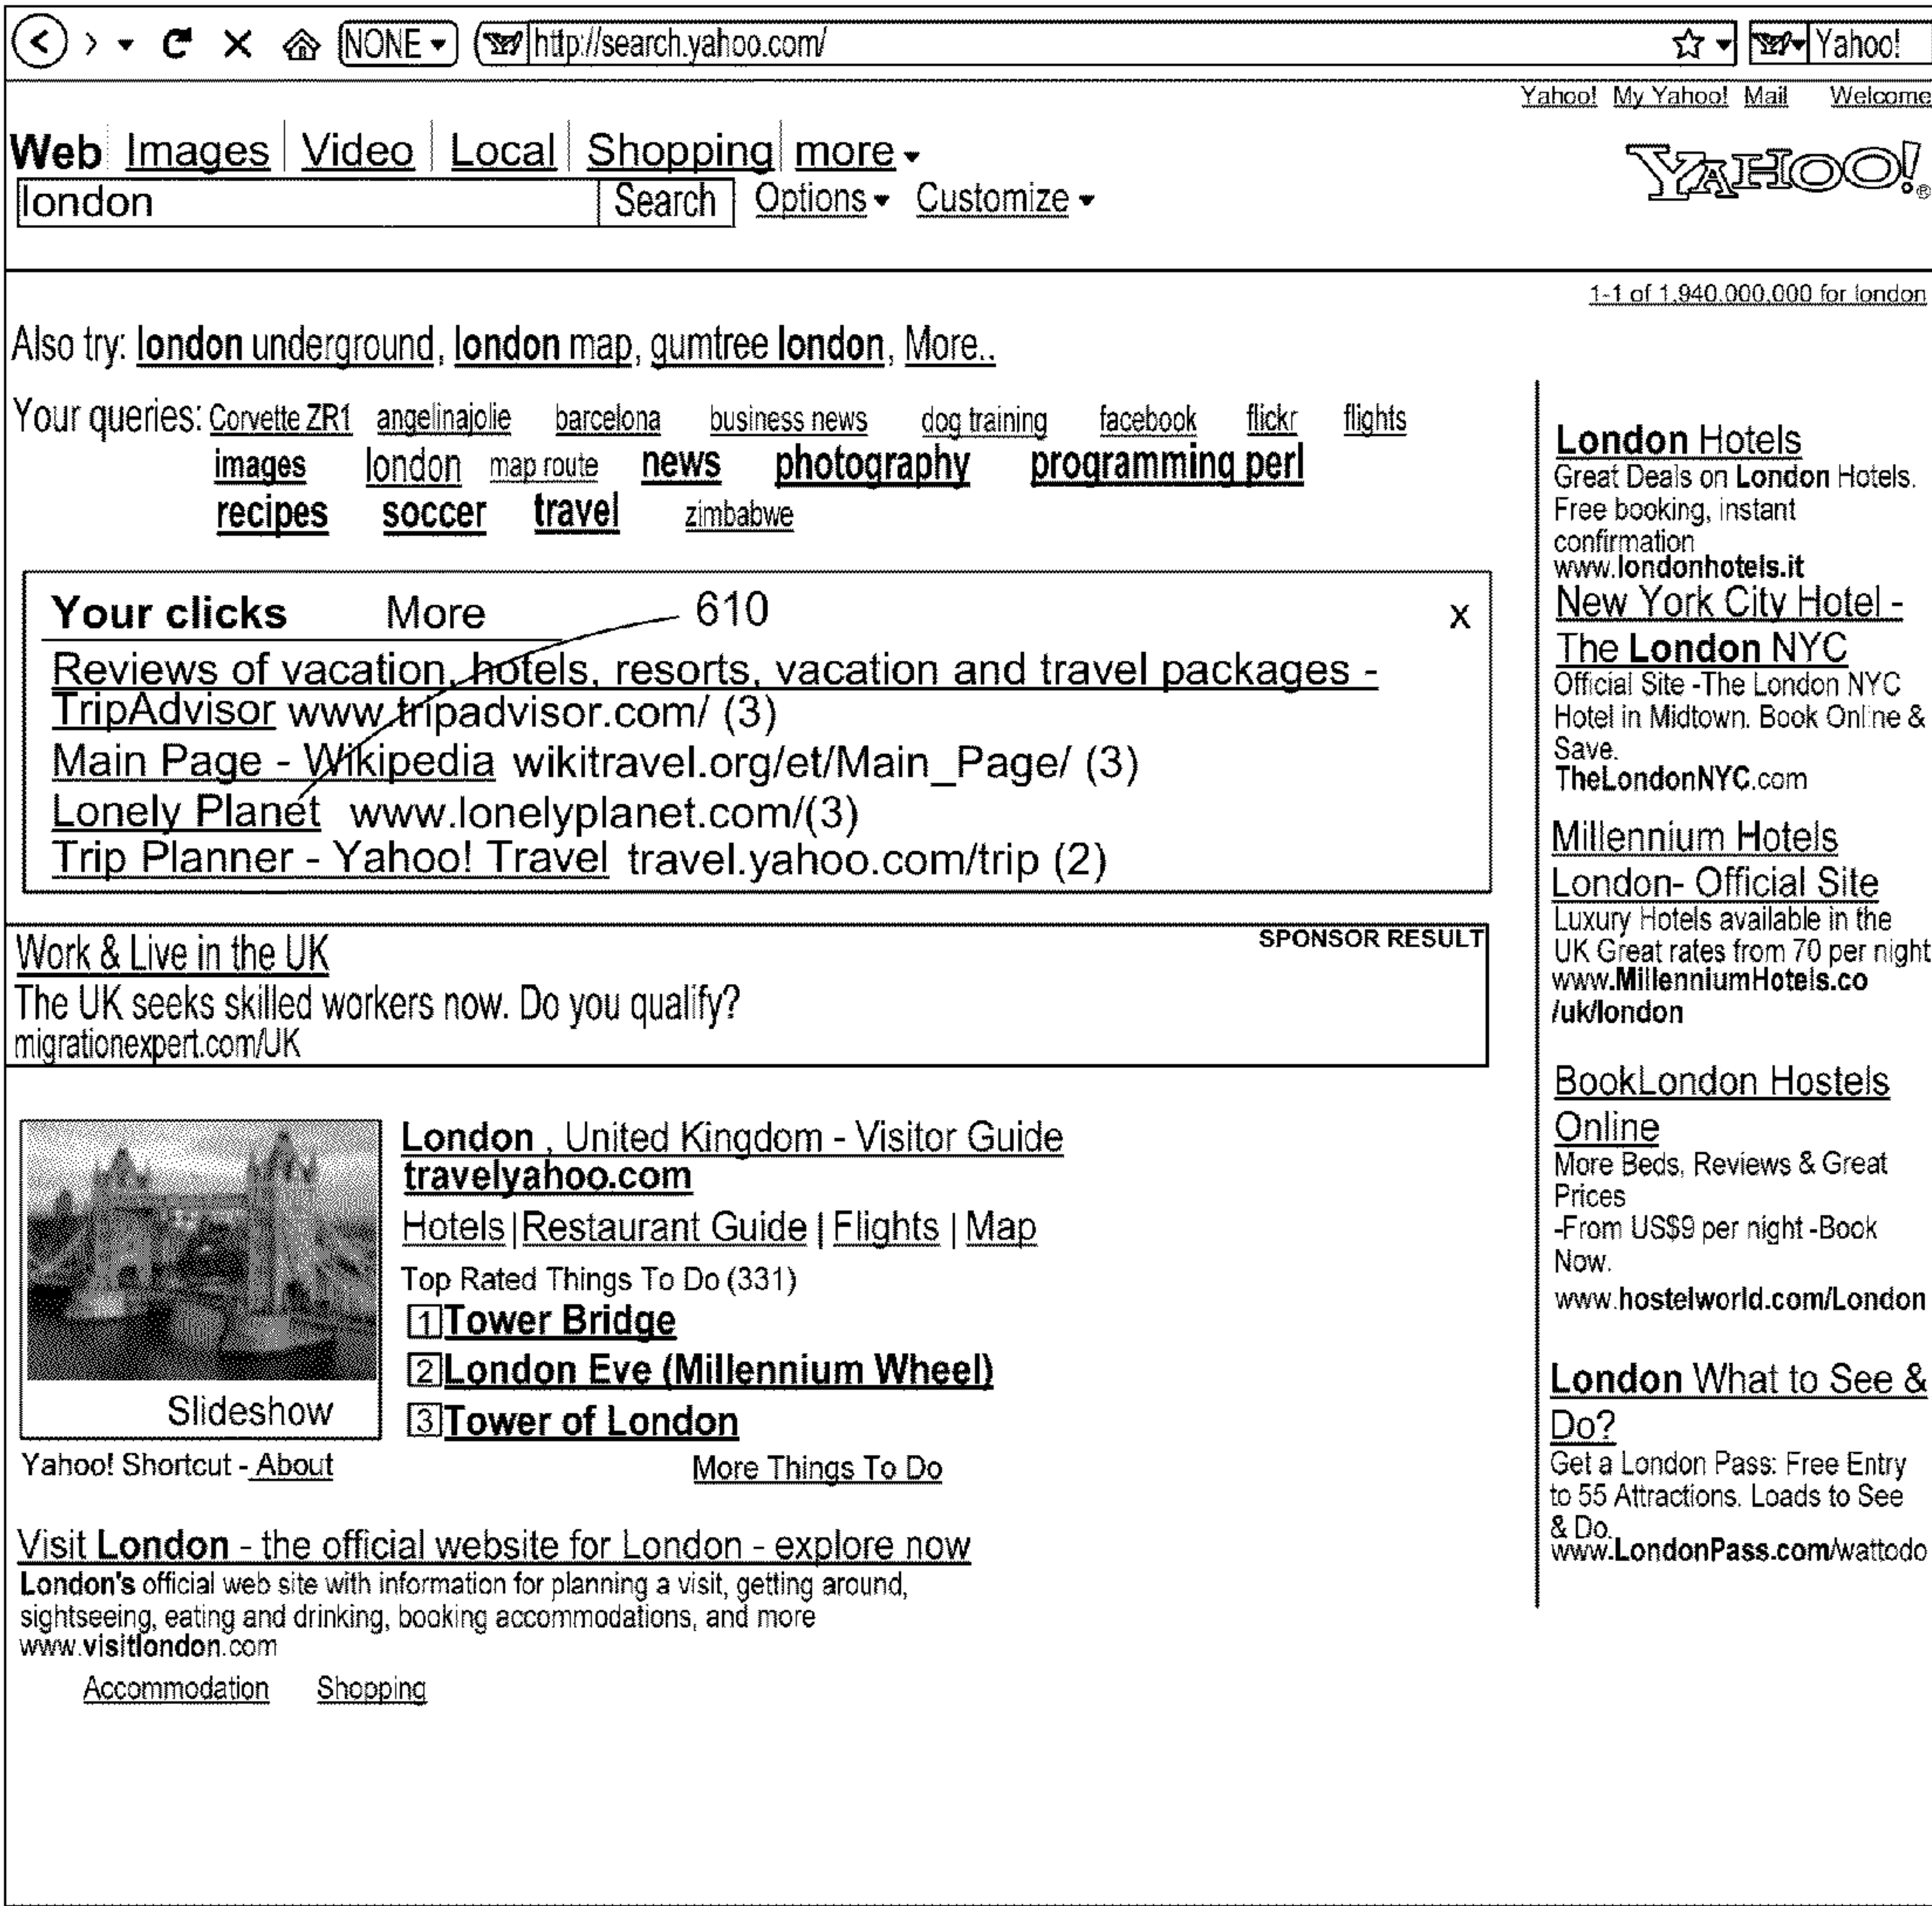 NONE http://search.yahoo.com/ Yahoo!
Yahoo! My Yahoo! Mail Welcome
Web Images Video Local Shopping more
YAHOO!®
london Search Options Customize
1-1 of 1,940,000,000 for london
Also try: london underground, london map, gumtree london, More..
Your queries: Corvette ZR1 angelinajolie barcelona business news dog training facebook flickr flights
images london map route news photography programming perl
recipes soccer travel zimbabwe
Your clicks More 610 x
Reviews of vacation, hotels, resorts, vacation and travel packages -
TripAdvisor www.tripadvisor.com/ (3)
Main Page - Wikipedia wikitravel.org/et/Main_Page/ (3)
Lonely Planet www.lonelyplanet.com/(3)
Trip Planner - Yahoo! Travel travel.yahoo.com/trip (2)
SPONSOR RESULT
Work & Live in the UK
The UK seeks skilled workers now. Do you qualify?
migrationexpert.com/UK
London , United Kingdom - Visitor Guide
travelyahoo.com
Hotels | Restaurant Guide | Flights | Map
Top Rated Things To Do (331)
1 Tower Bridge
2 London Eye (Millennium Wheel)
3 Tower of London
Slideshow
Yahoo! Shortcut - About
More Things To Do
Visit London - the official website for London - explore now
London's official web site with information for planning a visit, getting around,
sightseeing, eating and drinking, booking accommodations, and more
www.visitlondon.com
Accommodation Shopping
London Hotels
Great Deals on London Hotels.
Free booking, instant
confirmation
www.londonhotels.it
New York City Hotel -
The London NYC
Official Site -The London NYC
Hotel in Midtown. Book Online &
Save.
TheLondonNYC.com
Millennium Hotels
London- Official Site
Luxury Hotels available in the
UK Great rates from 70 per night
www.MillenniumHotels.co
/uk/london
BookLondon Hostels
Online
More Beds, Reviews & Great
Prices
-From US$9 per night -Book
Now.
www.hostelworld.com/London
London What to See &
Do?
Get a London Pass: Free Entry
to 55 Attractions. Loads to See
& Do.
www.LondonPass.com/wattodo